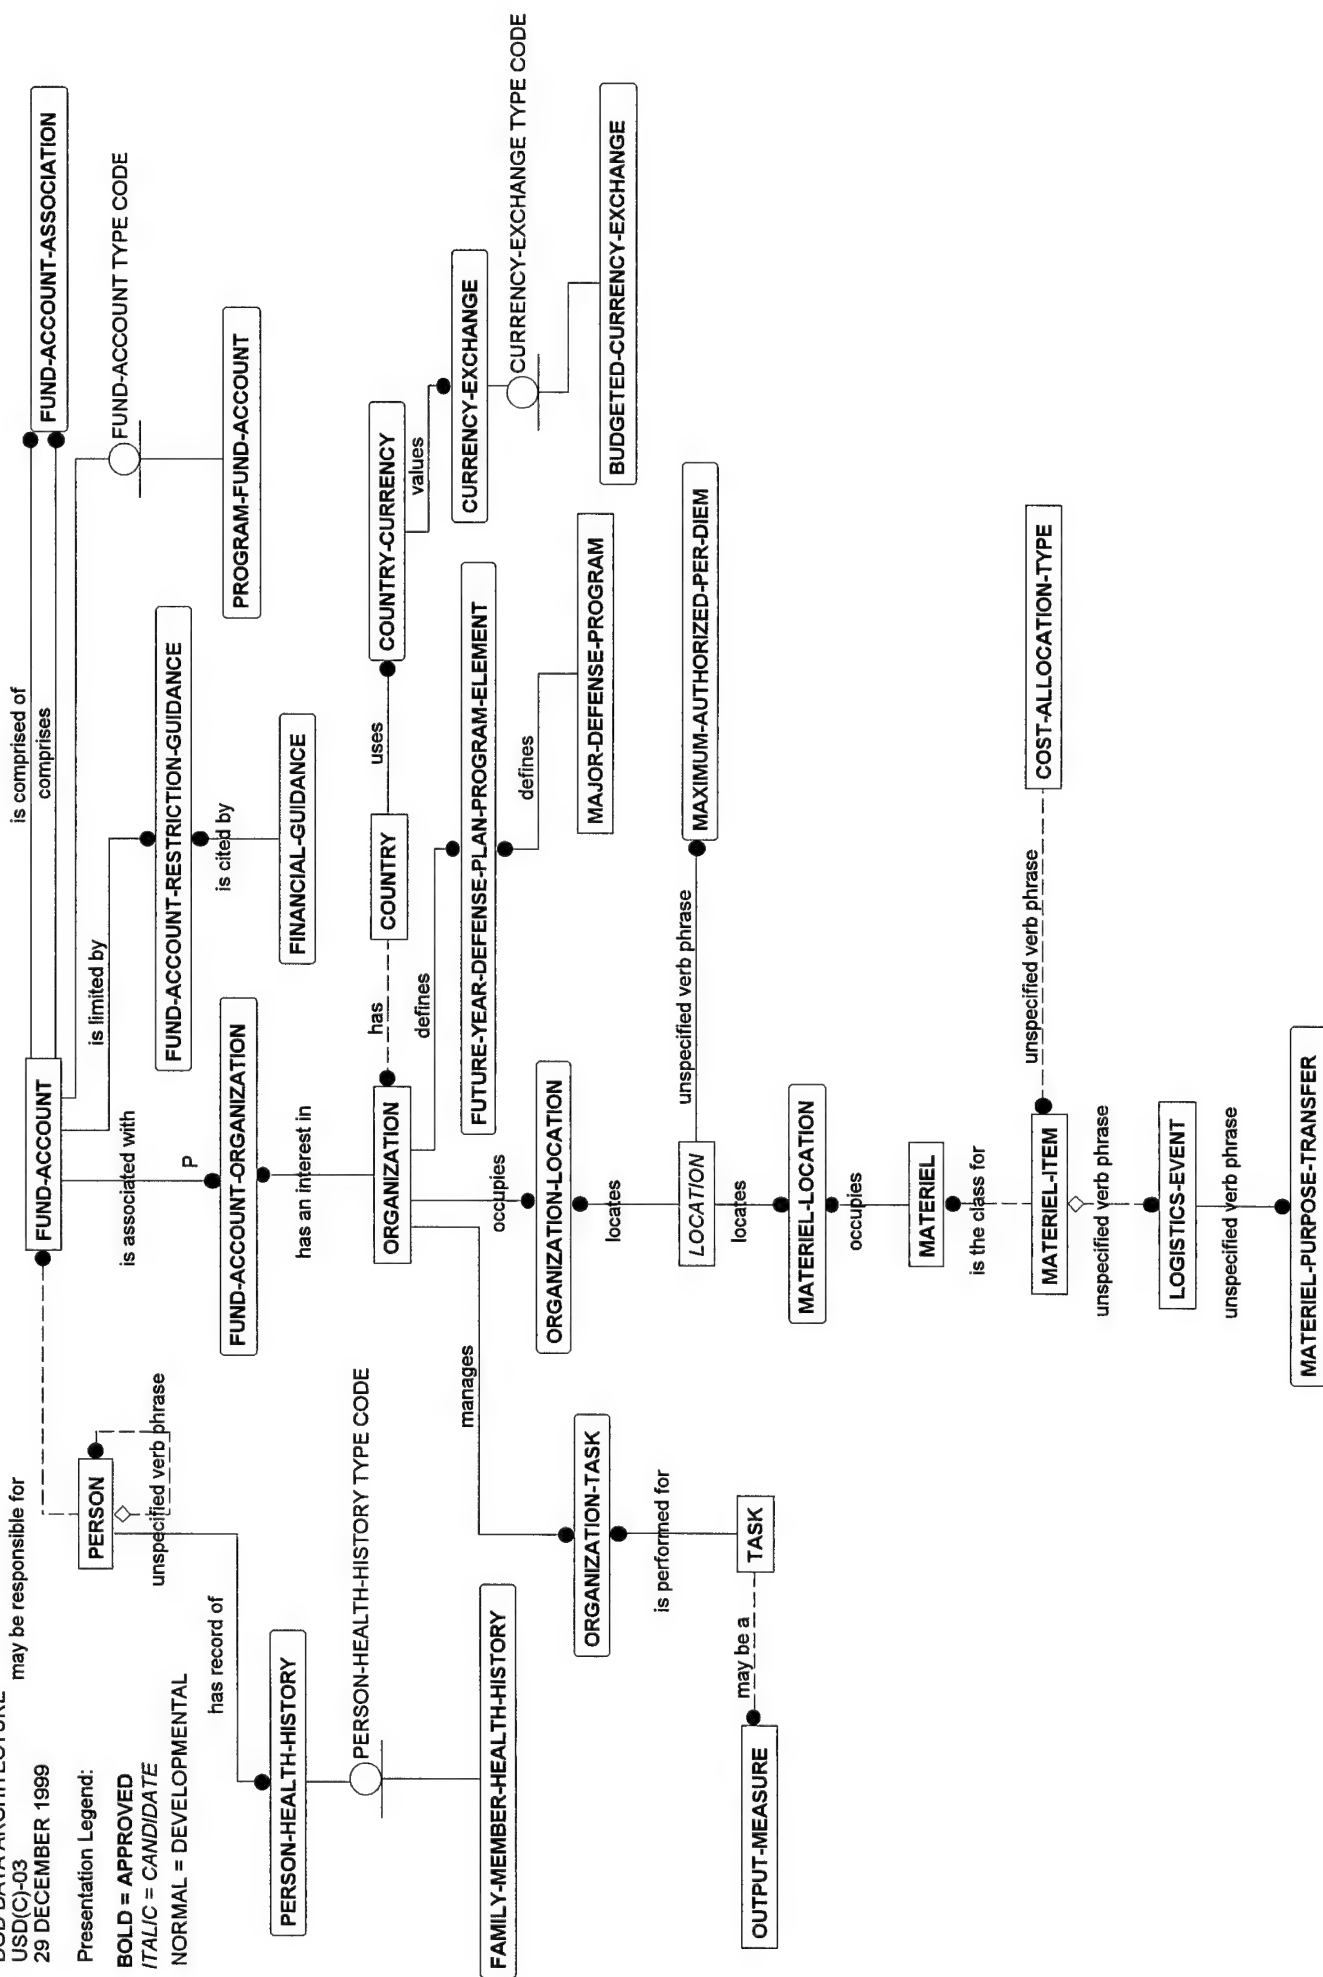 USD(C)-03
29 DECEMBER 1999
Presentation Legend:
BOLD = APPROVED
ITALIC = CANDIDATE
NORMAL = DEVELOPMENTAL
may be responsible for
FUND-ACCOUNT
is comprised of
comprises
FUND-ACCOUNT-ASSOCIATION
PERSON
unspecified verb phrase
is limited by
FUND-ACCOUNT TYPE CODE
is associated with
P
FUND-ACCOUNT-RESTRICTION-GUIDANCE
PROGRAM-FUND-ACCOUNT
has record of
FUND-ACCOUNT-ORGANIZATION
is cited by
FINANCIAL-GUIDANCE
PERSON-HEALTH-HISTORY
has an interest in
PERSON-HEALTH-HISTORY TYPE CODE
ORGANIZATION
has
COUNTRY
uses
COUNTRY-CURRENCY
values
defines
CURRENCY-EXCHANGE
FAMILY-MEMBER-HEALTH-HISTORY
manages
occupies
FUTURE-YEAR-DEFENSE-PLAN-PROGRAM-ELEMENT
CURRENCY-EXCHANGE TYPE CODE
defines
ORGANIZATION-TASK
ORGANIZATION-LOCATION
MAJOR-DEFENSE-PROGRAM
BUDGETED-CURRENCY-EXCHANGE
is performed for
locates
LOCATION
unspecified verb phrase
MAXIMUM-AUTHORIZED-PER-DIEM
OUTPUT-MEASURE
may be a
TASK
locates
MATERIEL-LOCATION
occupies
MATERIEL
is the class for
MATERIEL-ITEM
unspecified verb phrase
COST-ALLOCATION-TYPE
unspecified verb phrase
LOGISTICS-EVENT
unspecified verb phrase
MATERIEL-PURPOSE-TRANSFER